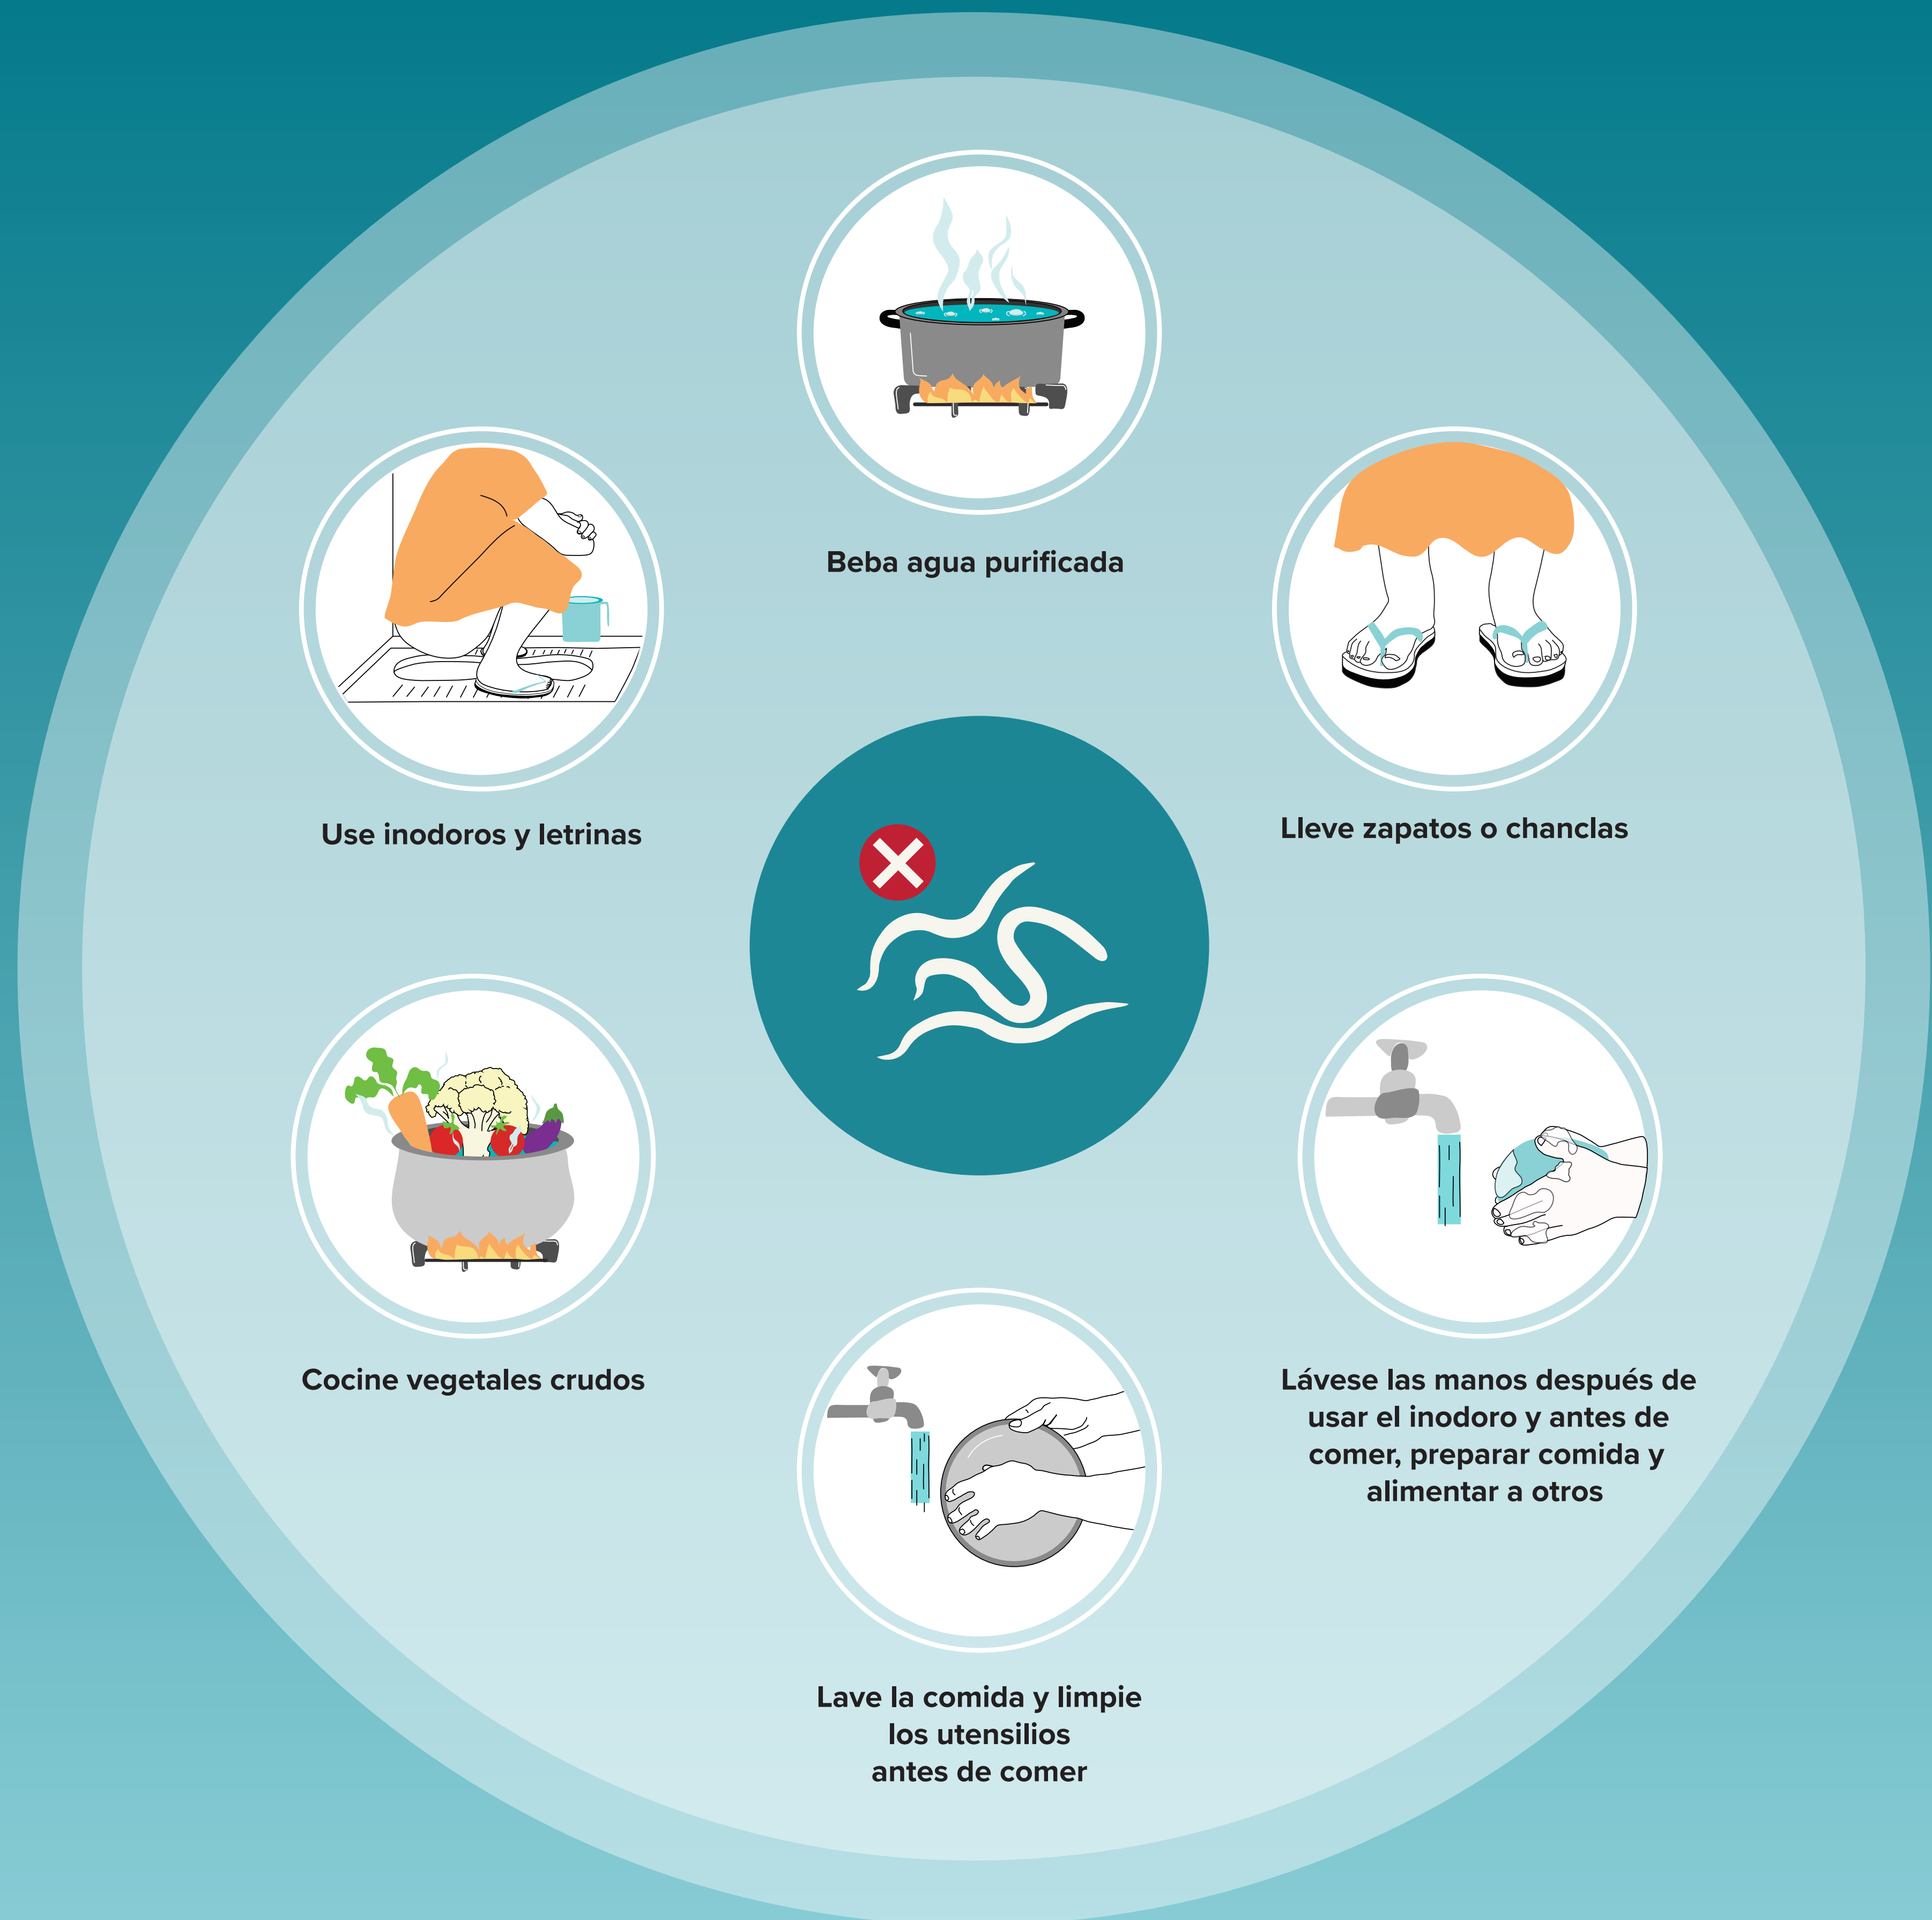 Beba agua purificada
Use inodoros y letrinas
Lleve zapatos o chanclas
Cocine vegetales crudos
Lávese las manos después de
usar el inodoro y antes de
comer, preparar comida y
alimentar a otros
Lave la comida y limpie
los utensilios
antes de comer